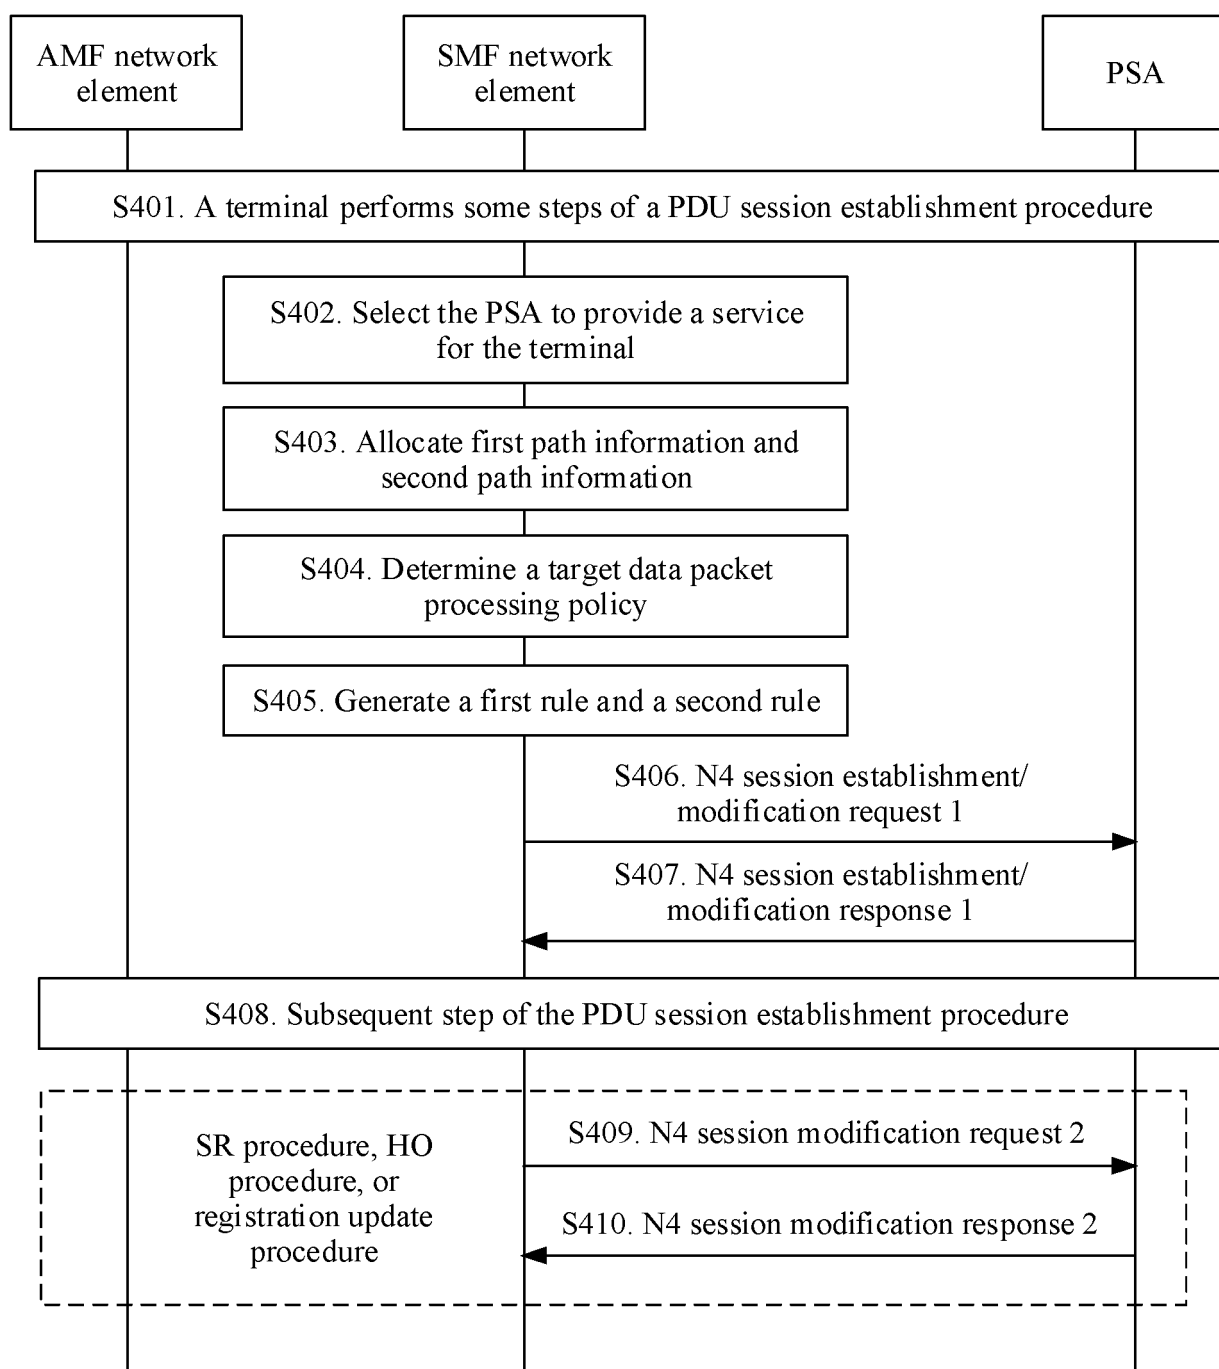 AMF network
element
SMF network
element
PSA
S401. A terminal performs some steps of a PDU session establishment procedure
S402. Select the PSA to provide a service
for the terminal
S403. Allocate first path information and
second path information
S404. Determine a target data packet
processing policy
S405. Generate a first rule and a second rule
S406. N4 session establishment/
modification request 1
S407. N4 session establishment/
modification response 1
S408. Subsequent step of the PDU session establishment procedure
SR procedure, HO
procedure, or
registration update
procedure
S409. N4 session modification request 2
S410. N4 session modification response 2